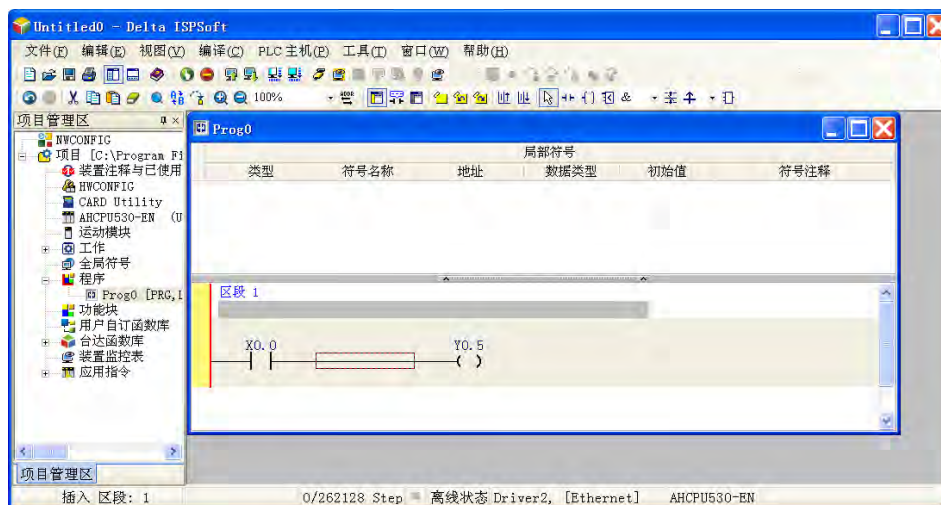 Untitled0 - Delta ISPSoft
文件(F) 编辑(E) 视图(V) 编译(C) PLC主机(P) 工具(T) 窗口(W) 帮助(H)
100%
项目管理区
NWCONFIG
项目 [C:\Program Fi
装置注释与已使用
HWCONFIG
CARD Utility
AHCPU530-EN (U
运动模块
工作
全局符号
程序
Prog0 [PRG,L
功能块
用户自订函数库
台达函数库
装置监控表
应用指令
项目管理区
Prog0
局部符号
类型 符号名称 地址 数据类型 初始值 符号注释
区段 1
X0.0 Y0.5
插入 区段: 1 0/262128 Step 离线状态 Driver2, [Ethernet] AHCPU530-EN